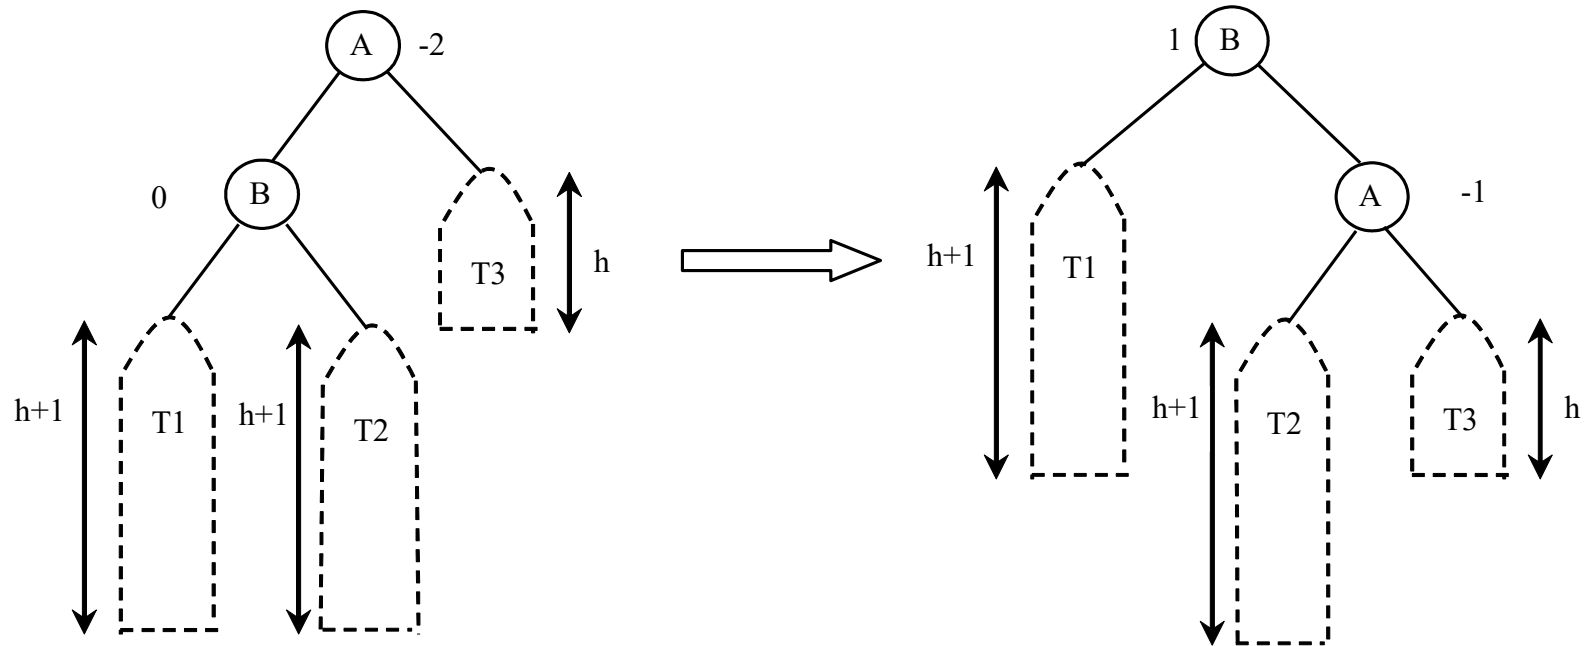 A -2
0 B
T3 h
h+1 T1 h+1 T2
1 B
A -1
h+1 T1
h+1 T2 T3 h